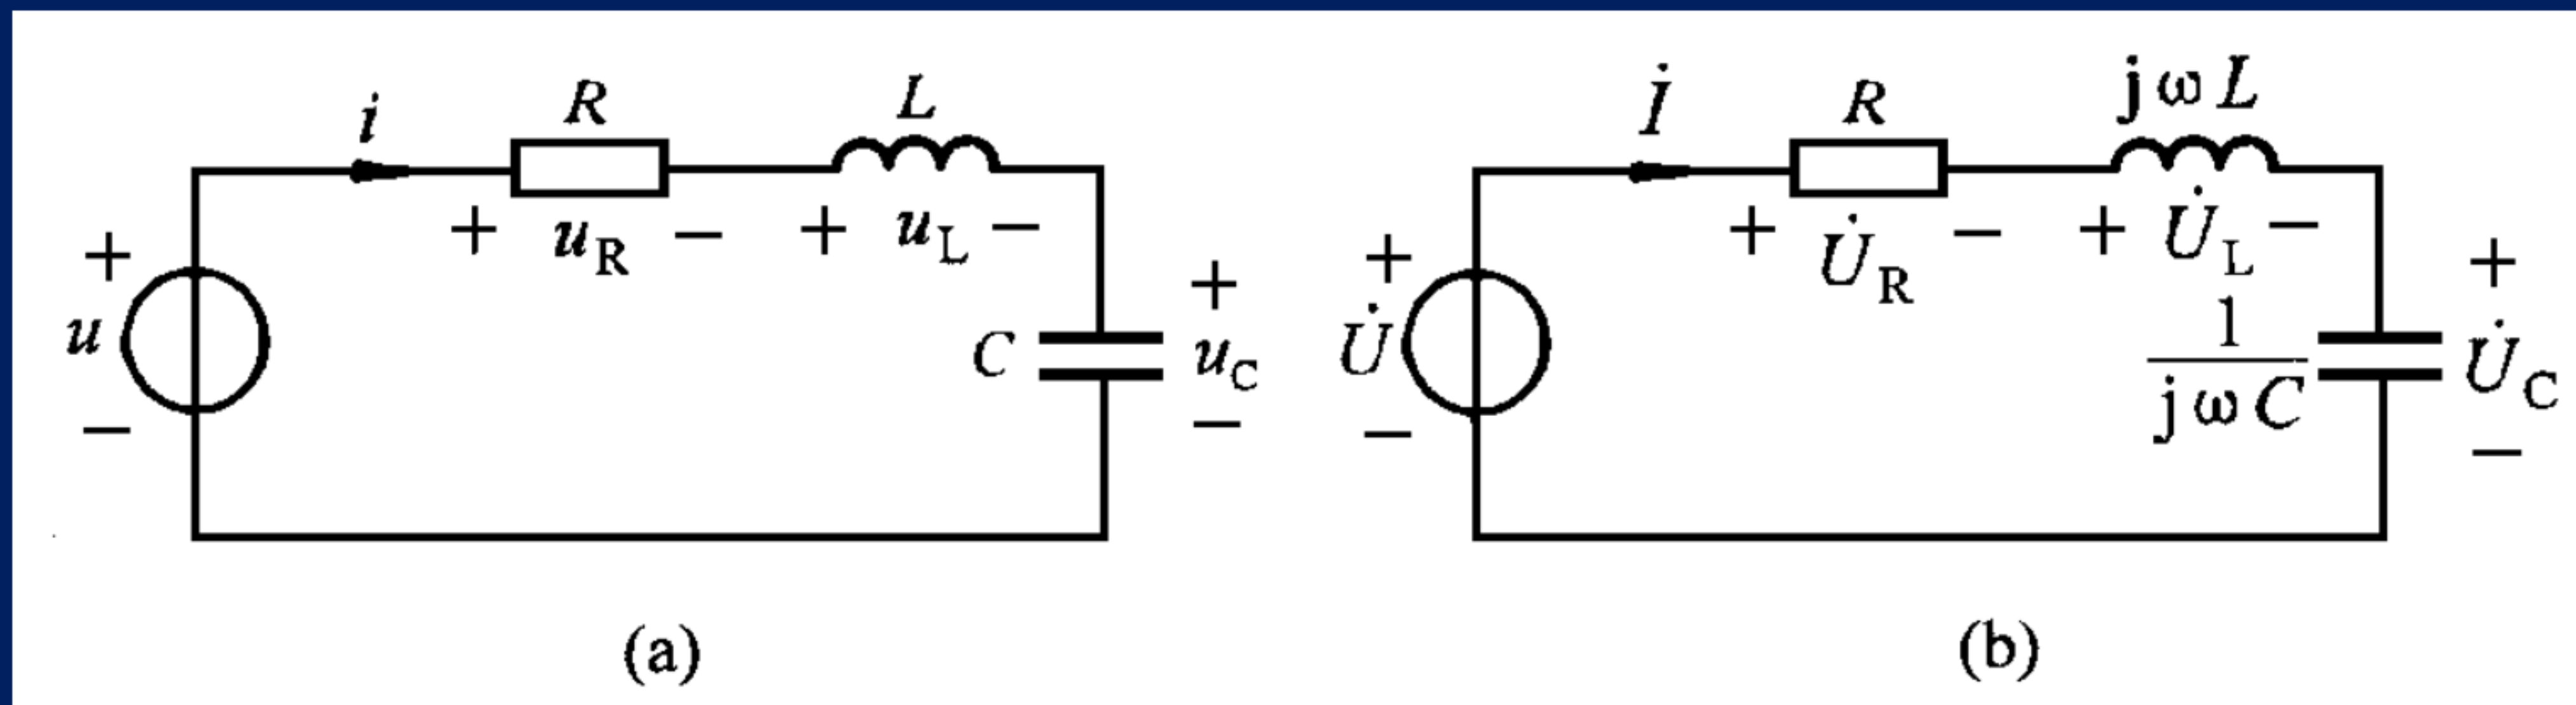 i
R
L
+ u_R −
+ u_L −
+
u
−
C
+
u_C
−
(a)
İ
R
jωL
+ U̇_R −
+ U̇_L −
+
U̇
−
1
jωC
+
U̇_C
−
(b)